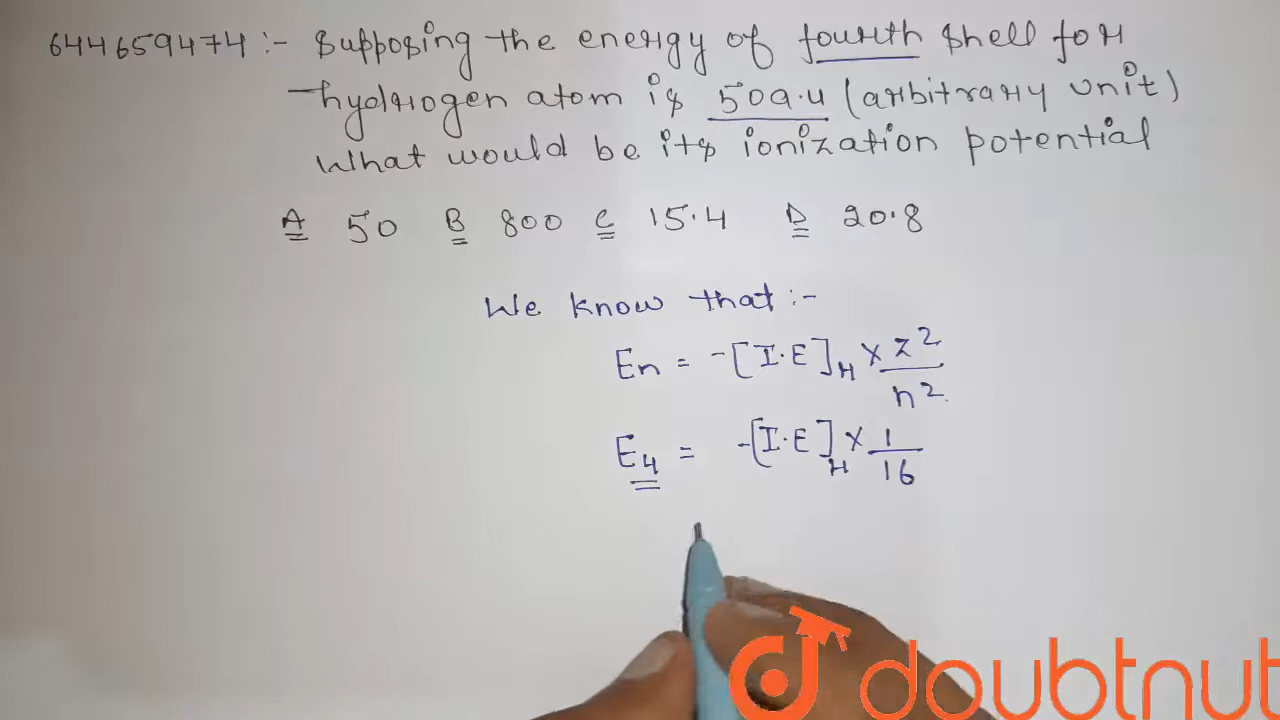 644659474:- Supposing the energy of fourth shell for
hydrogen atom is 50a.u (arbitrary unit)
What would be its ionization potential
A 50 B 800 C 15.4 D 20.8
We know that:-
En = -[I.E]H × z²/n²
E4 = -[I.E]H × 1/16
doubtnut